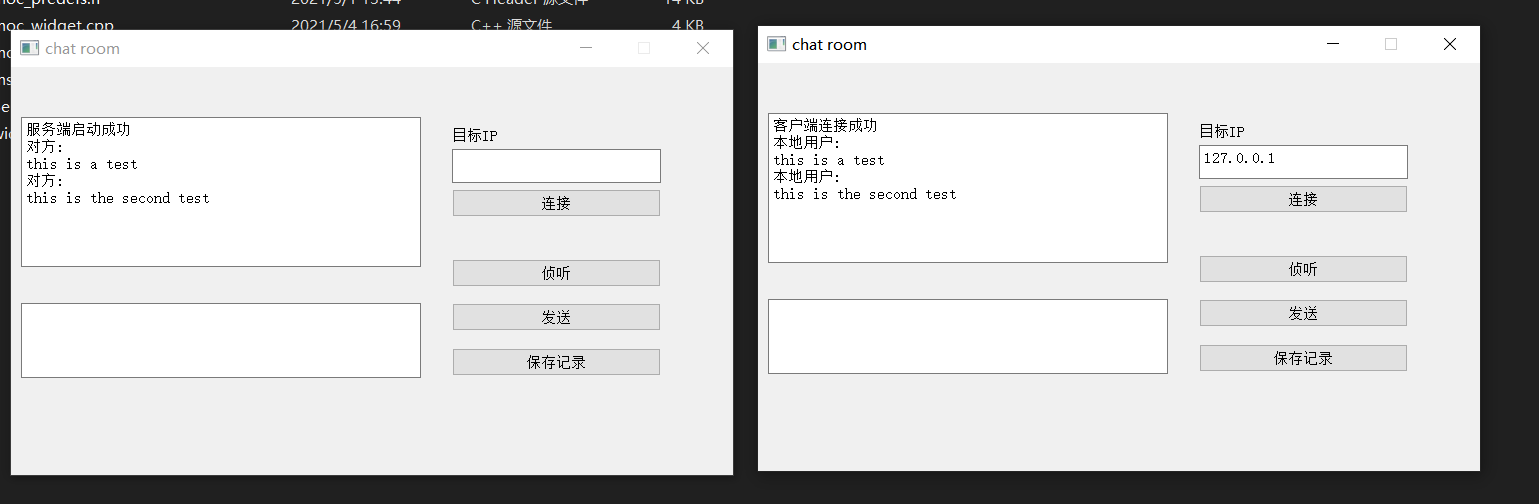 moc_widget.cpp 2021/5/4 16:59 C++ 源文件 4 KB
chat room
服务端启动成功
对方:
this is a test
对方:
this is the second test
目标IP
连接
侦听
发送
保存记录
chat room
客户端连接成功
本地用户:
this is a test
本地用户:
this is the second test
目标IP
127.0.0.1
连接
侦听
发送
保存记录